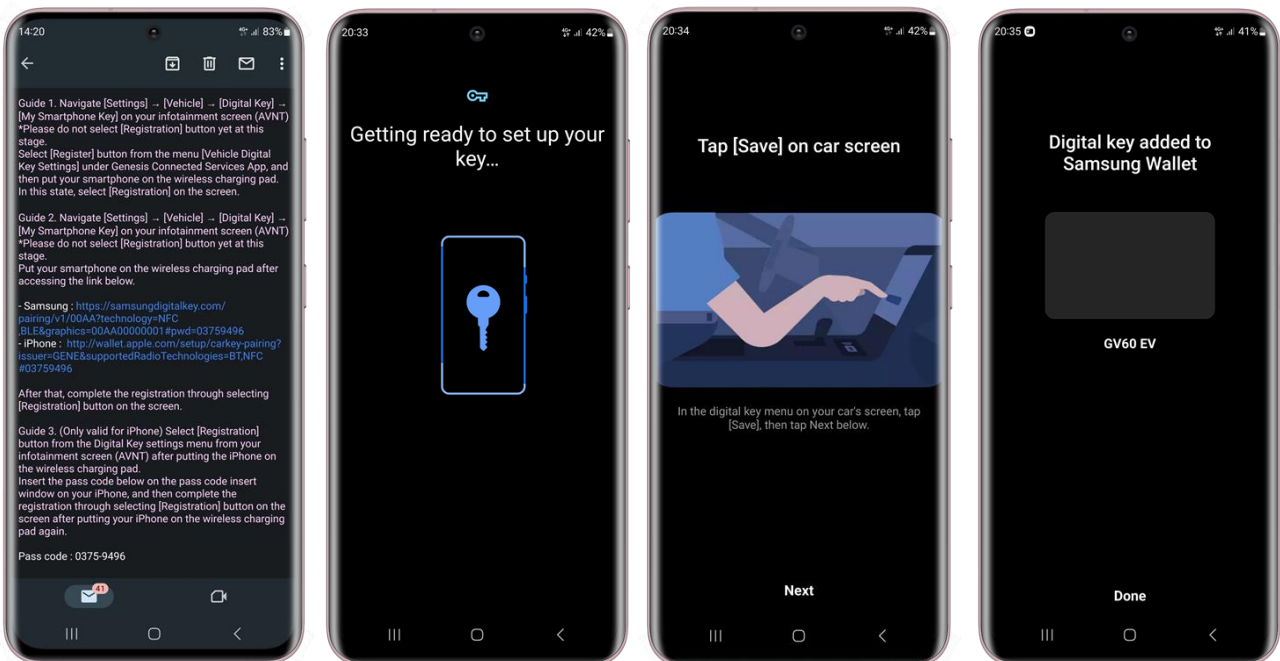 14:20
83%
Guide 1. Navigate [Settings] → [Vehicle] → [Digital Key] →
[My Smartphone Key] on your infotainment screen (AVNT)
*Please do not select [Registration] button yet at this
stage.
Select [Register] button from the menu [Vehicle Digital
Key Settings] under Genesis Connected Services App, and
then put your smartphone on the wireless charging pad.
In this state, select [Registration] on the screen.
Guide 2. Navigate [Settings] → [Vehicle] → [Digital Key] →
[My Smartphone Key] on your infotainment screen (AVNT)
*Please do not select [Registration] button yet at this
stage.
Put your smartphone on the wireless charging pad after
accessing the link below.
- Samsung : https://samsungdigitalkey.com/
pairing/v1/00AA?technology=NFC
,BLE&graphics=00AA00000001#pwd=03759496
- iPhone : http://wallet.apple.com/setup/carkey-pairing?
issuer=GENE&supportedRadioTechnologies=BT,NFC
#03759496
After that, complete the registration through selecting
[Registration] button on the screen.
Guide 3. (Only valid for iPhone) Select [Registration]
button from the Digital Key settings menu from your
infotainment screen (AVNT) after putting the iPhone on
the wireless charging pad.
Insert the pass code below on the pass code insert
window on your iPhone, and then complete the
registration through selecting [Registration] button on the
screen after putting your iPhone on the wireless charging
pad again.
Pass code : 0375-9496
41
20:33
42%
Getting ready to set up your
key...
20:34
42%
Tap [Save] on car screen
In the digital key menu on your car's screen, tap
[Save], then tap Next below.
Next
20:35
41%
Digital key added to
Samsung Wallet
GV60 EV
Done